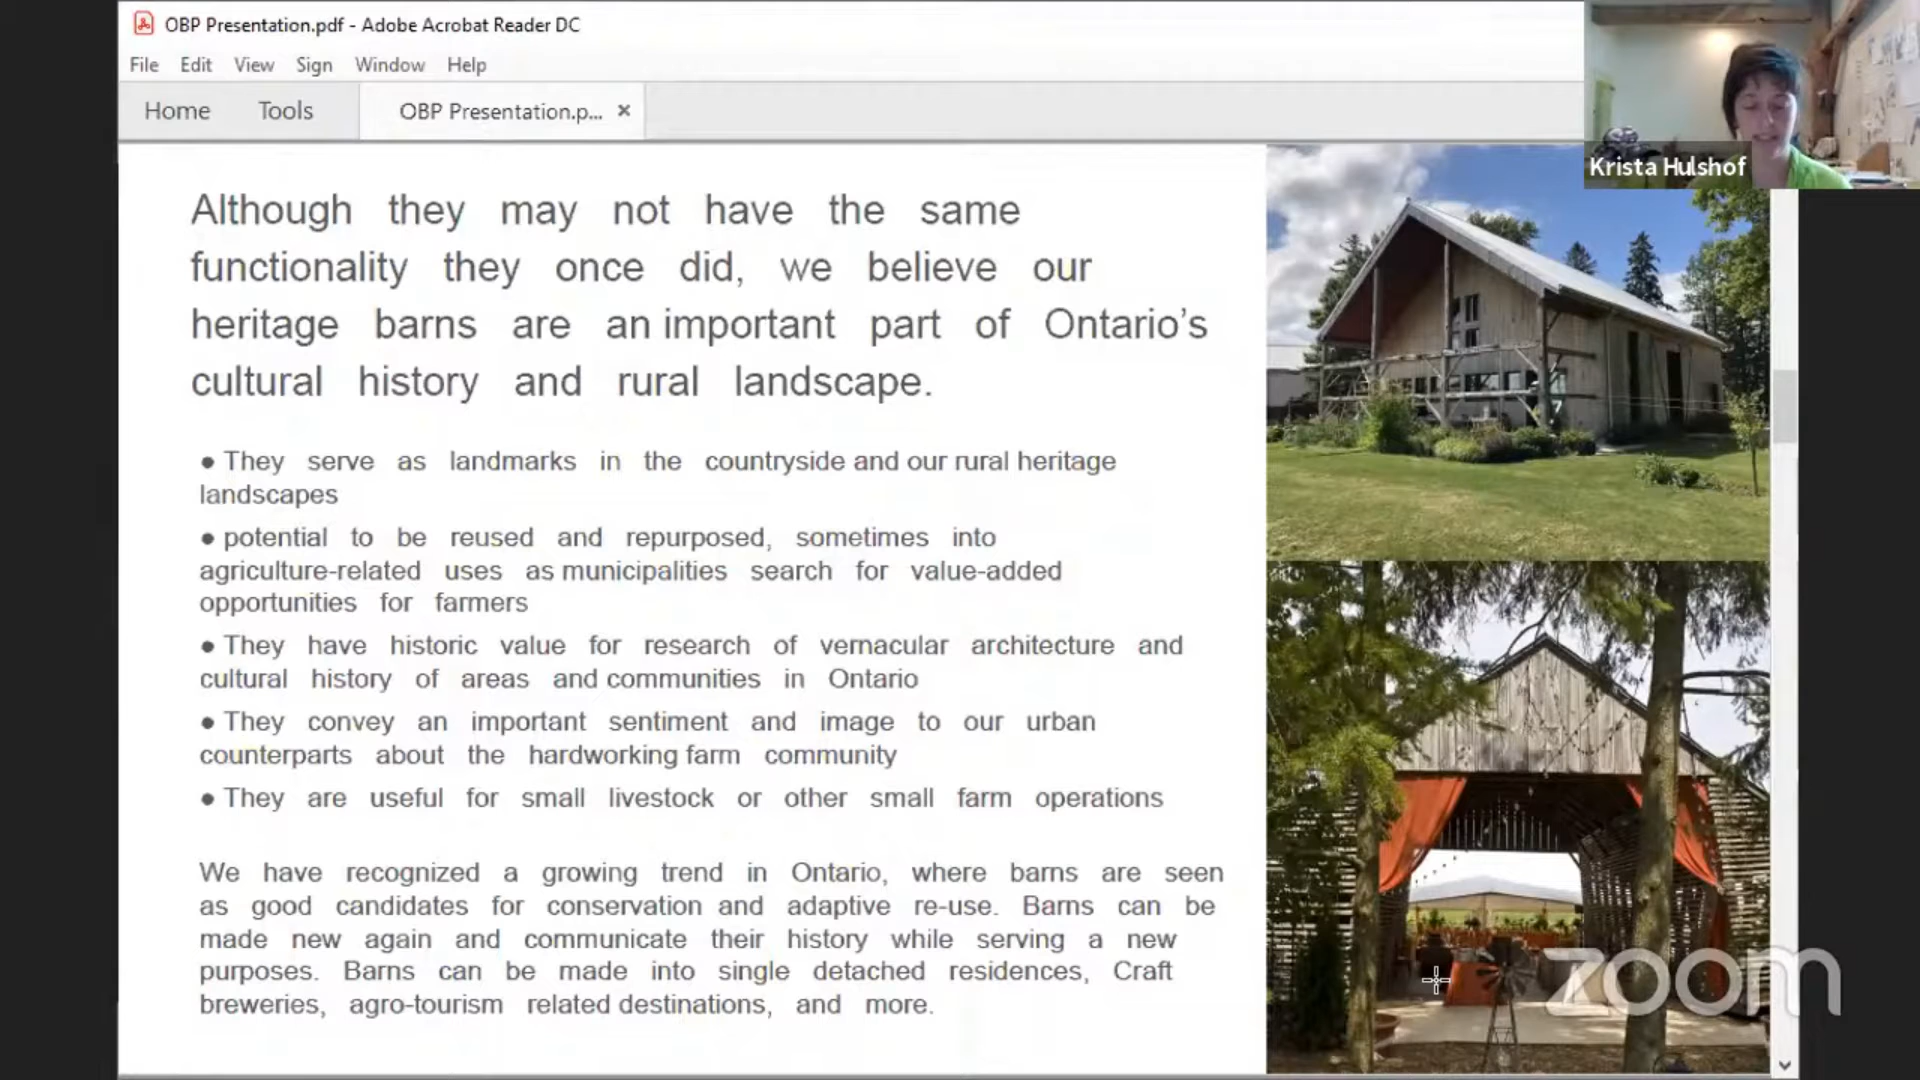 OBP Presentation.pdf - Adobe Acrobat Reader DC
File Edit View Sign Window Help
Home Tools OBP Presentation.p... ×
Krista Hulshof
Although they may not have the same
functionality they once did, we believe our
heritage barns are an important part of Ontario’s
cultural history and rural landscape.
● They serve as landmarks in the countryside and our rural heritage
landscapes
● potential to be reused and repurposed, sometimes into
agriculture-related uses as municipalities search for value-added
opportunities for farmers
● They have historic value for research of vernacular architecture and
cultural history of areas and communities in Ontario
● They convey an important sentiment and image to our urban
counterparts about the hardworking farm community
● They are useful for small livestock or other small farm operations
We have recognized a growing trend in Ontario, where barns are seen
as good candidates for conservation and adaptive re-use. Barns can be
made new again and communicate their history while serving a new
purposes. Barns can be made into single detached residences, Craft
breweries, agro-tourism related destinations, and more.
zoom